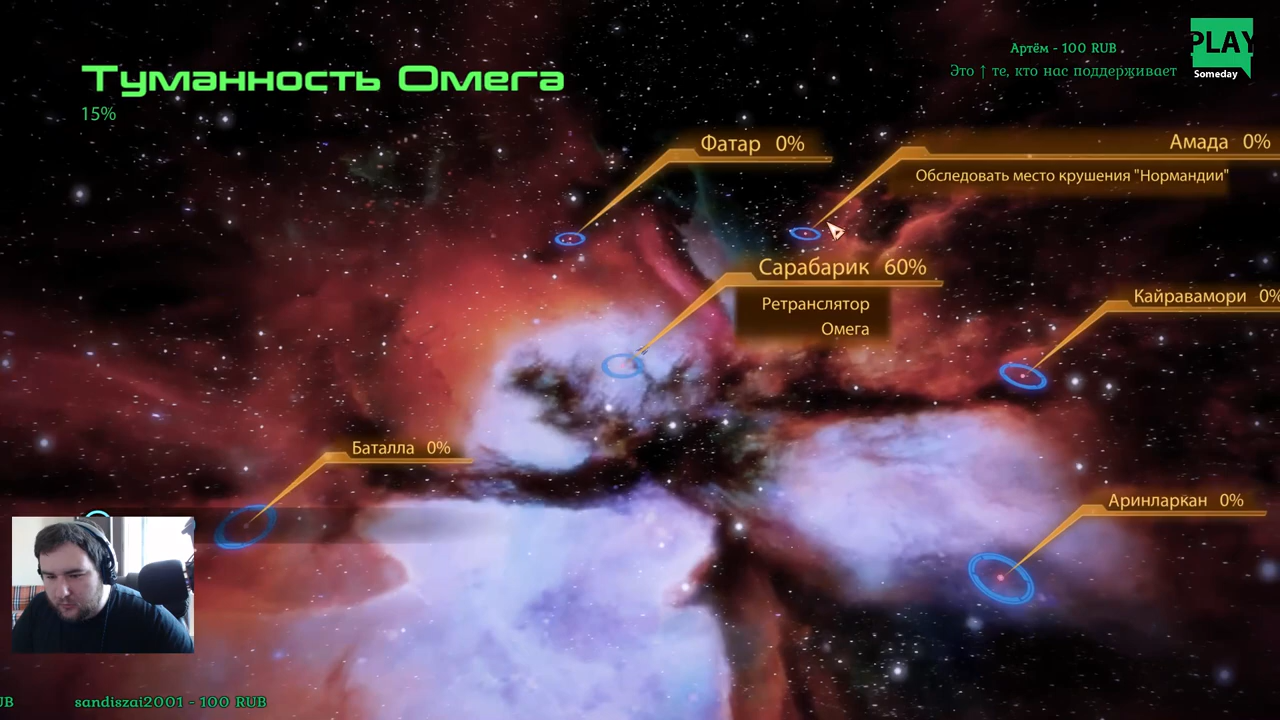 Туманность Омега
15%
Артём - 100 RUB
Это ↑ те, кто нас поддерживает
PLAY
Someday
Фатар 0%
Амада 0%
Обследовать место крушения "Нормандии"
Сарабарик 60%
Ретранслятор
Омега
Кайравамори 0%
Баталла 0%
Аринларкан 0%
UB
sandiszai2001 - 100 RUB